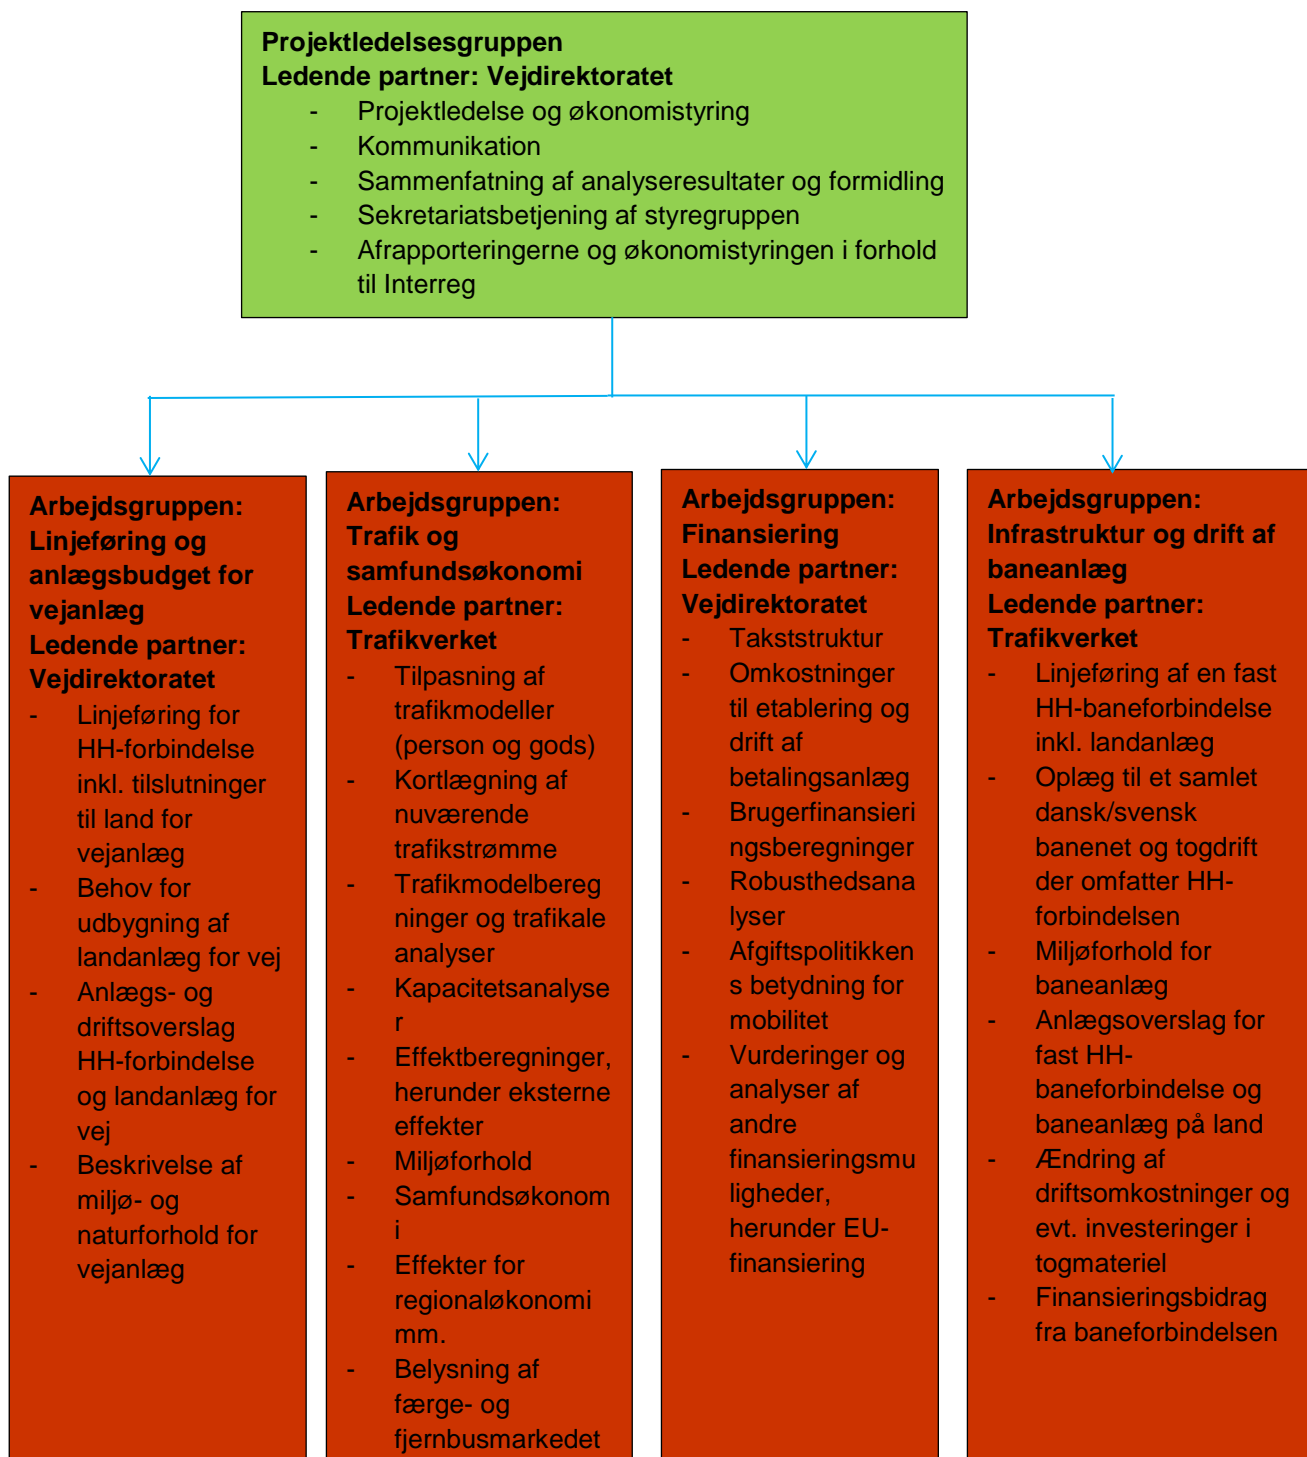 Projektledelsesgruppen
Ledende partner: Vejdirektoratet
- Projektledelse og økonomistyring
- Kommunikation
- Sammenfatning af analyseresultater og formidling
- Sekretariatsbetjening af styregruppen
- Afrapporteringerne og økonomistyringen i forhold
til Interreg
Arbejdsgruppen:
Linjeføring og
anlægsbudget for
vejanlæg
Ledende partner:
Vejdirektoratet
- Linjeføring for
HH-forbindelse
inkl. tilslutninger
til land for
vejanlæg
- Behov for
udbygning af
landanlæg for vej
- Anlægs- og
driftsoverslag
HH-forbindelse
og landanlæg for
vej
- Beskrivelse af
miljø- og
naturforhold for
vejanlæg
Arbejdsgruppen:
Trafik og
samfundsøkonomi
Ledende partner:
Trafikverket
- Tilpasning af
trafikmodeller
(person og gods)
- Kortlægning af
nuværende
trafikstrømme
- Trafikmodelbereg
ninger og trafikale
analyser
- Kapacitetsanalyse
r
- Effektberegninger,
herunder eksterne
effekter
- Miljøforhold
- Samfundsøkonom
i
- Effekter for
regionaløkonomi
mm.
- Belysning af
færge- og
fjernbusmarkedet
Arbejdsgruppen:
Finansiering
Ledende partner:
Vejdirektoratet
- Takststruktur
- Omkostninger
til etablering og
drift af
betalingsanlæg
- Brugerfinansieri
ngsberegninger
- Robusthedsana
lyser
- Afgiftspolitikken
s betydning for
mobilitet
- Vurderinger og
analyser af
andre
finansieringsmu
ligheder,
herunder EU-
finansiering
Arbejdsgruppen:
Infrastruktur og drift af
baneanlæg
Ledende partner:
Trafikverket
- Linjeføring af en fast
HH-baneforbindelse
inkl. landanlæg
- Oplæg til et samlet
dansk/svensk
banenet og togdrift
der omfatter HH-
forbindelsen
- Miljøforhold for
baneanlæg
- Anlægsoverslag for
fast HH-
baneforbindelse og
baneanlæg på land
- Ændring af
driftsomkostninger og
evt. investeringer i
togmateriel
- Finansieringsbidrag
fra baneforbindelsen